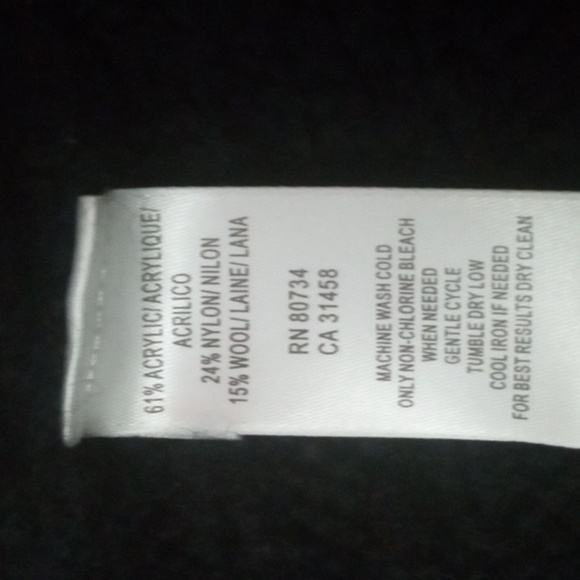 61% ACRYLIC/ACRYLIQUE/
ACRILICO
24% NYLON/NILON
15% WOOL/LAINE/LANA
RN 80734
CA 31458
MACHINE WASH COLD
ONLY NON-CHLORINE BLEACH
WHEN NEEDED
GENTLE CYCLE
TUMBLE DRY LOW
COOL IRON IF NEEDED
FOR BEST RESULTS DRY CLEAN